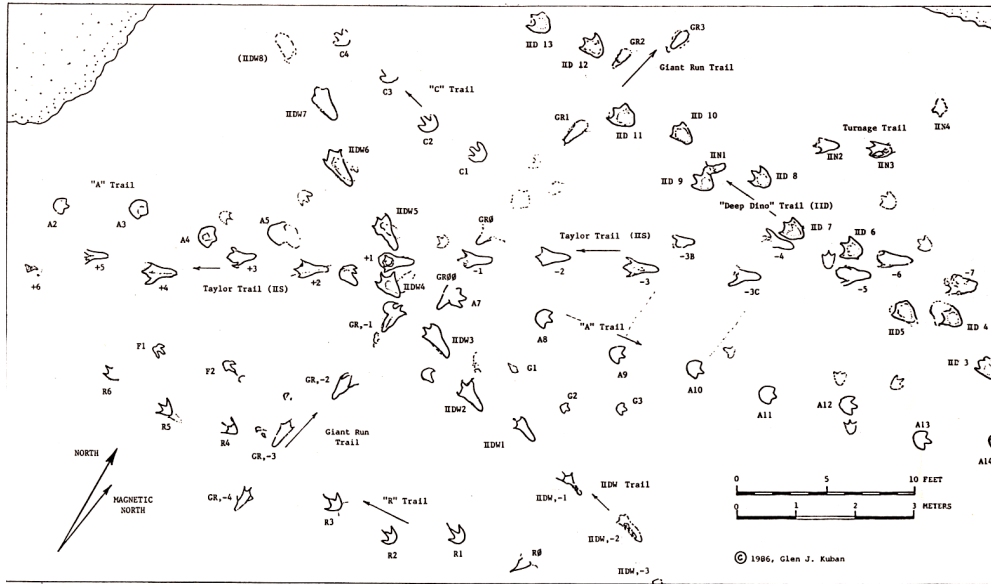 IID 13
GR3
C4
GR2
(IIDW8)
IID 12
Giant Run Trail
C3
"C" Trail
IIDW7
IIN4
GR1
IID 11
IID 10
Turnage Trail
C2
IIDW6
IIN1
IIN2
IIN3
C1
IID 9
IID 8
"A" Trail
"Deep Dino" Trail (IID)
A2
A3
A4
A5
IIDW5
GRØ
IID 7
IID 6
Taylor Trail (IIS)
+6
+5
+4
+3
+2
+1
-1
-2
-3
-3B
-3C
-4
-5
-6
-7
Taylor Trail (IIS)
IIDW4
GRØØ
A7
IID5
IID 4
GR,-1
A8
"A" Trail
IIDW3
F1
F2
R6
GR,-2
G1
A9
A10
IID 3
R5
R4
IIDW2
G2
G3
A11
A12
GR,-3
Giant Run
Trail
IIDW1
A13
A14
NORTH
MAGNETIC
NORTH
GR,-4
R3
"R" Trail
IIDW,-1
IIDW Trail
0 5 10 FEET
0 1 2 3 METERS
R2
R1
RØ
IIDW,-2
IIDW,-3
© 1986, Glen J. Kuban